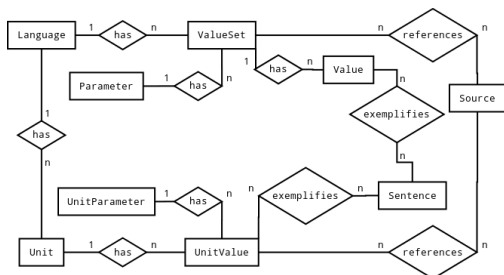 Language 1 has n ValueSet n references n
Parameter 1 has n
1 has n Value n
Source
exemplifies
1 has n
n
UnitParameter 1 has n
n exemplifies n Sentence
Unit 1 has n UnitValue n references n